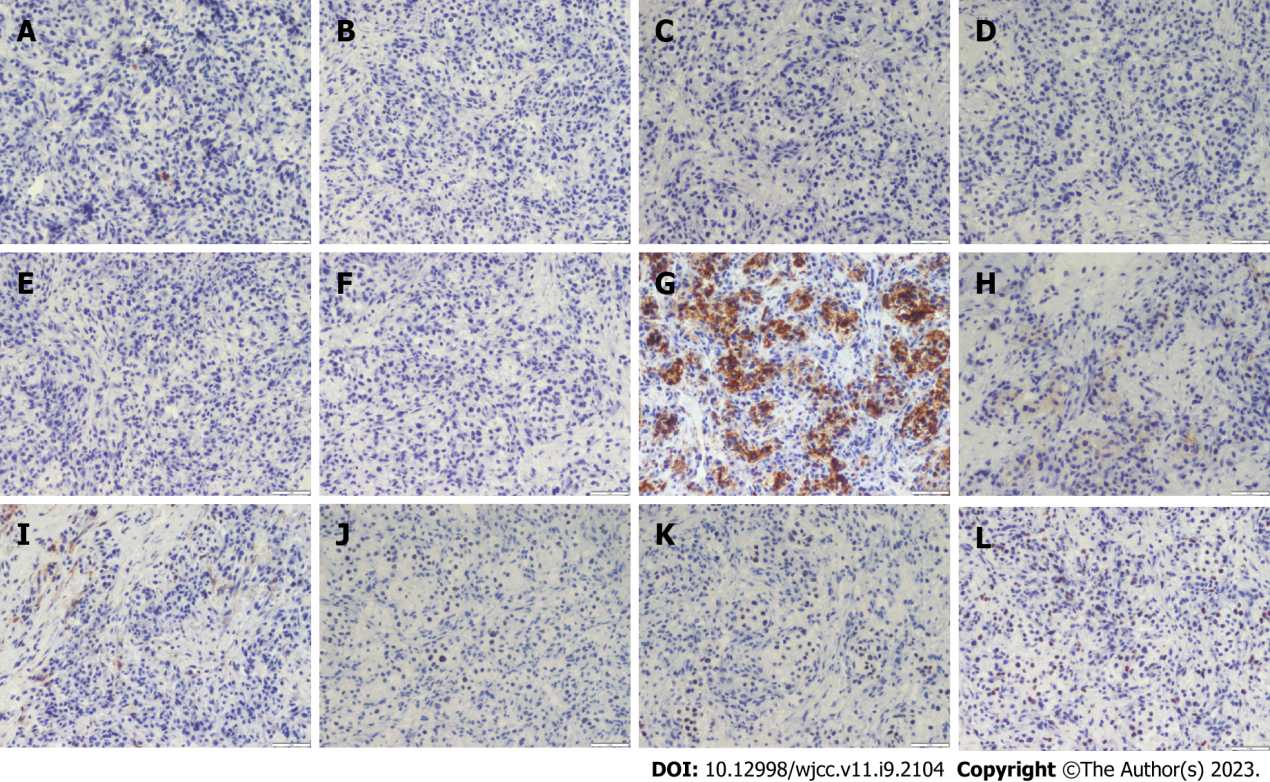 A B C D
E F G H
I J K L
DOI: 10.12998/wjcc.v11.i9.2104 Copyright ©The Author(s) 2023.